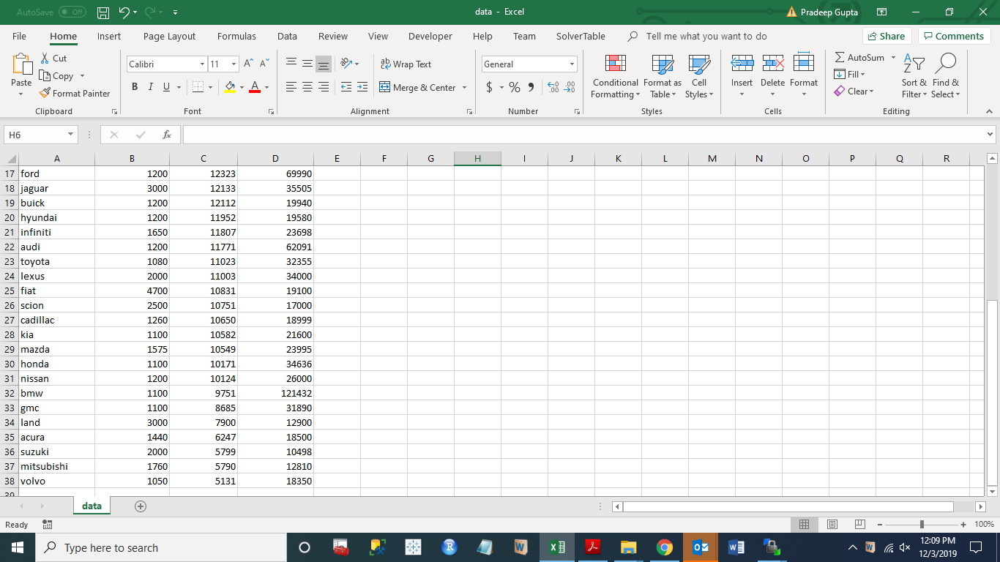 AutoSave Off data - Excel Pradeep Gupta
File Home Insert Page Layout Formulas Data Review View Developer Help Team SolverTable Tell me what you want to do Share Comments
Paste
Cut
Copy
Format Painter
Clipboard
Calibri 11 A A
B I U A
Font
ab Wrap Text
Merge & Center
Alignment
General
$ % 9 .00 .00
Number
Conditional Formatting
Format as Table
Cell Styles
Styles
Insert Delete Format
Cells
AutoSum
Fill
Clear
Sort & Filter
Find & Select
Editing
H6 fx
A B C D E F G H I J K L M N O P Q R
17 ford 1200 12323 69990
18 jaguar 3000 12133 35505
19 buick 1200 12112 19940
20 hyundai 1200 11952 19580
21 infiniti 1650 11807 23698
22 audi 1200 11771 62091
23 toyota 1080 11023 32355
24 lexus 2000 11003 34000
25 fiat 4700 10831 19100
26 scion 2500 10751 17000
27 cadillac 1260 10650 18999
28 kia 1100 10582 21600
29 mazda 1575 10549 23995
30 honda 1100 10171 34636
31 nissan 1200 10124 26000
32 bmw 1100 9751 121432
33 gmc 1100 8685 31890
34 land 3000 7900 12900
35 acura 1440 6247 18500
36 suzuki 2000 5799 10498
37 mitsubishi 1760 5790 12810
38 volvo 1050 5131 18350
39
data
Ready 100%
Type here to search
12:09 PM
12/3/2019